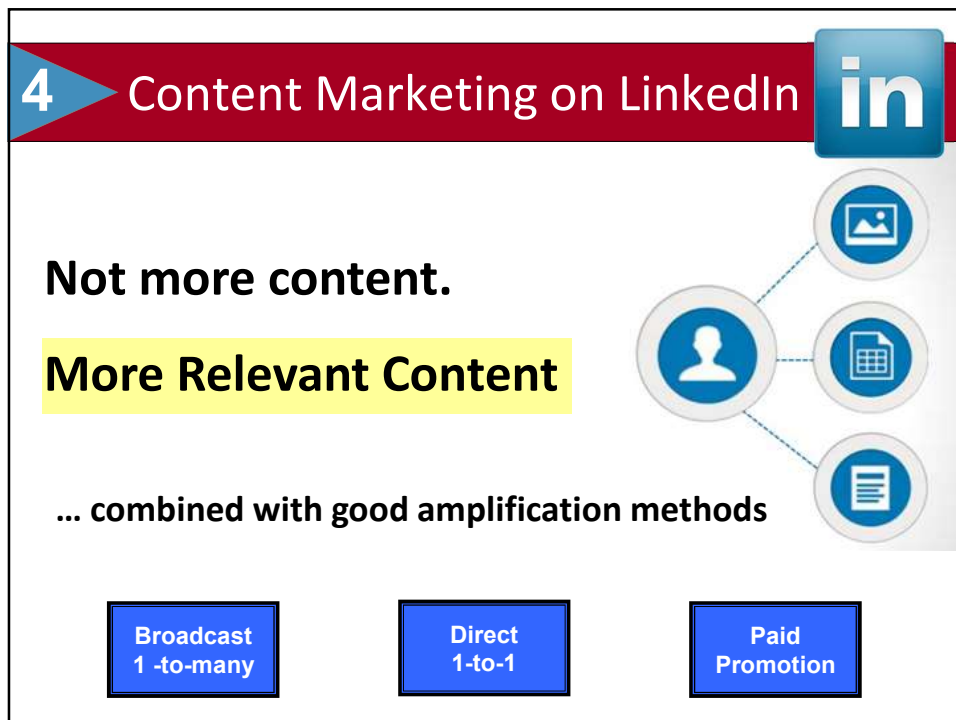 4 Content Marketing on LinkedIn
in
Not more content.
More Relevant Content
… combined with good amplification methods
Broadcast
1 -to-many
Direct
1-to-1
Paid
Promotion